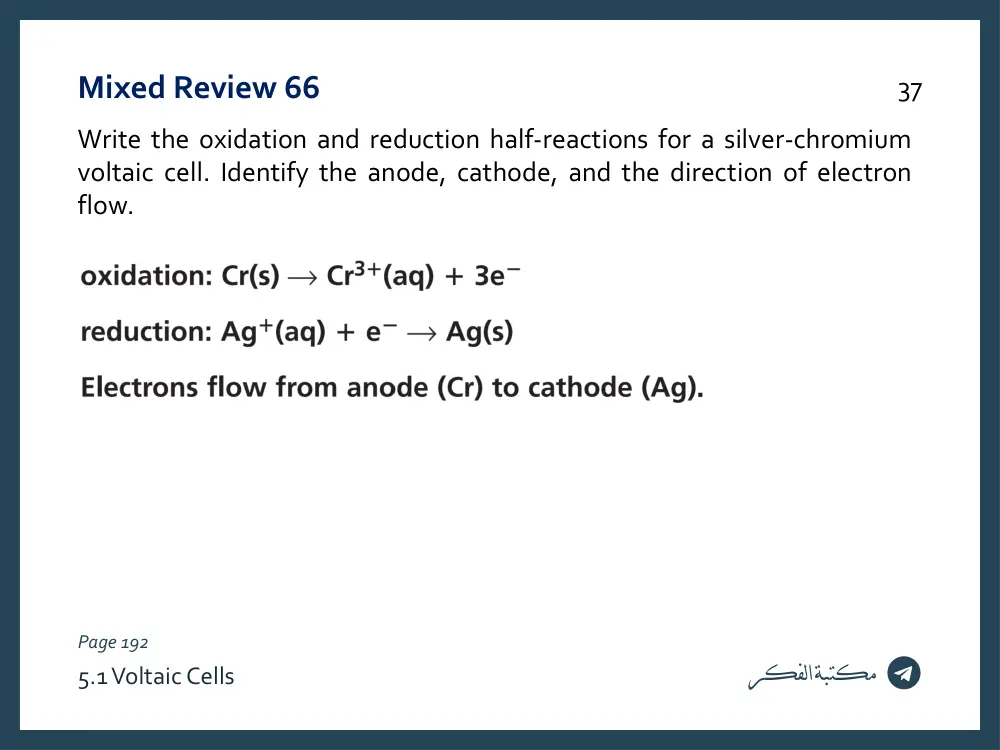 Mixed Review 66
37
Write the oxidation and reduction half-reactions for a silver-chromium
voltaic cell. Identify the anode, cathode, and the direction of electron
flow.
oxidation: Cr(s) → Cr³⁺(aq) + 3e⁻
reduction: Ag⁺(aq) + e⁻ → Ag(s)
Electrons flow from anode (Cr) to cathode (Ag).
Page 192
5.1 Voltaic Cells
مكتبة الفكر